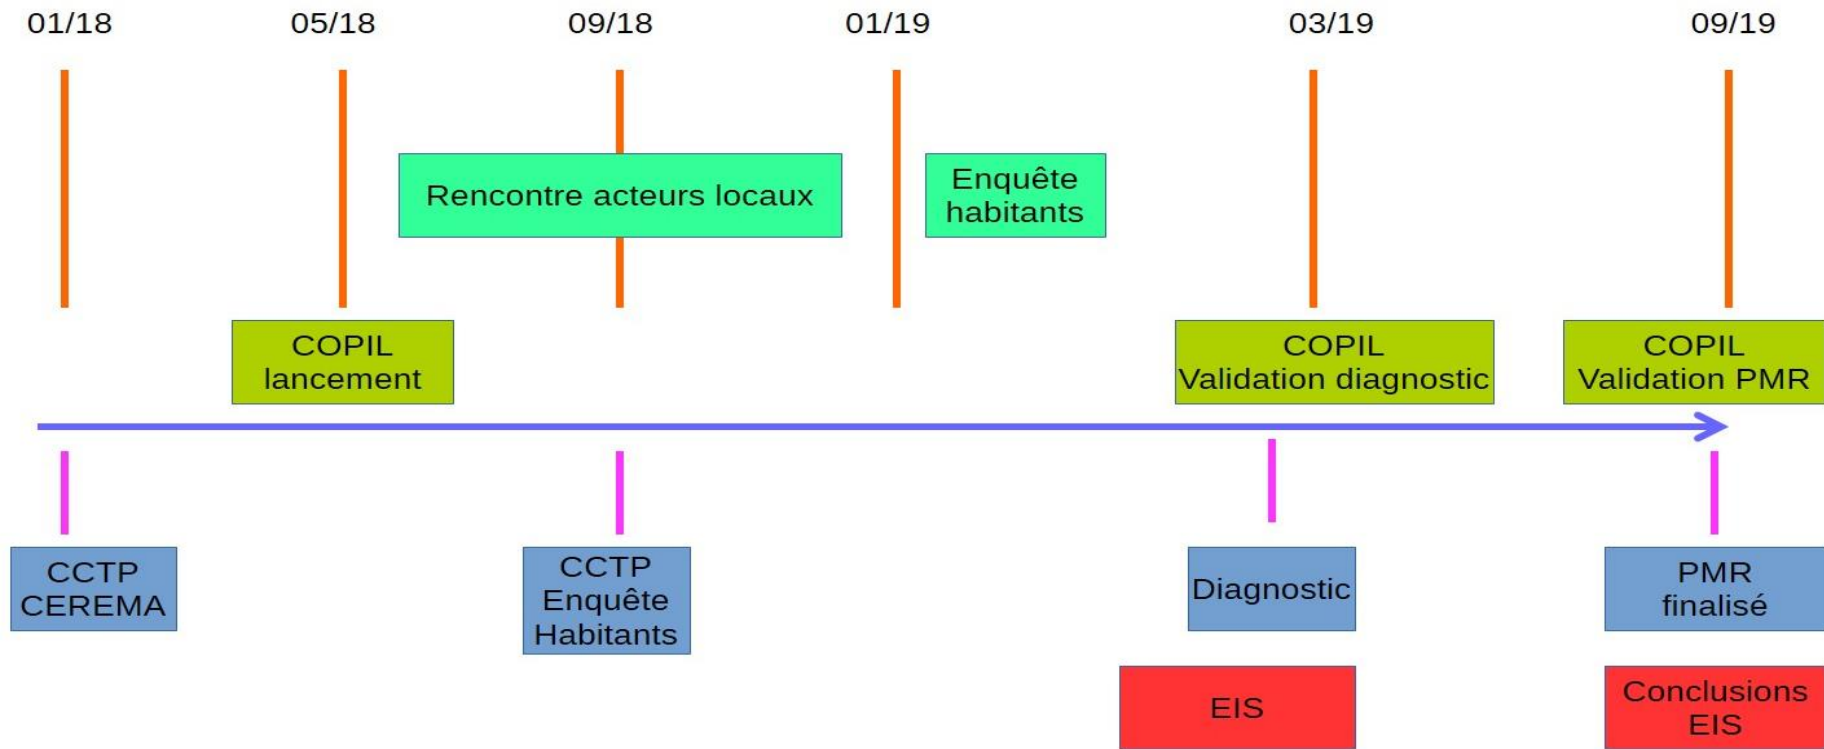 01/18
05/18
09/18
01/19
03/19
09/19
Rencontre acteurs locaux
Enquête
habitants
COPIL
lancement
COPIL
Validation diagnostic
COPIL
Validation PMR
CCTP
CEREMA
CCTP
Enquête
Habitants
Diagnostic
PMR
finalisé
EIS
Conclusions
EIS